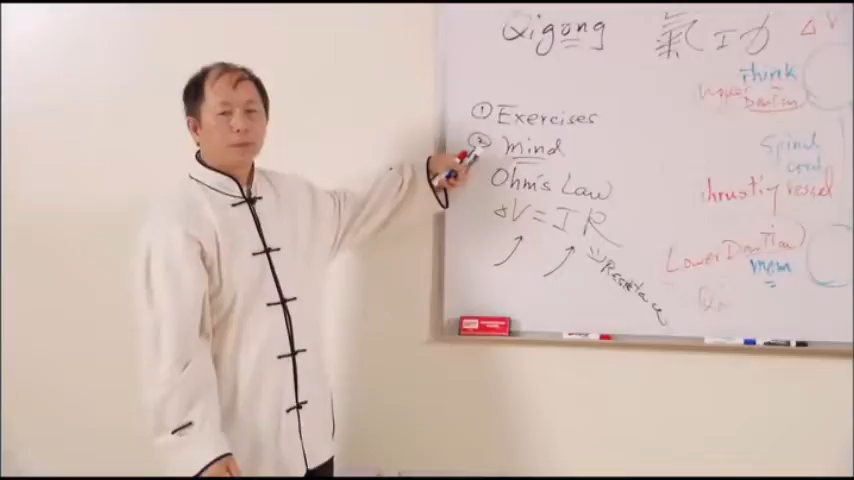 Qigong 氣功 ΔV
① Exercises
② mind
Ohm's Law
ΔV = IR
Resistace
think
upper Dantian
Spinal
cord
thrusting vessel
Lower Dantian
mom